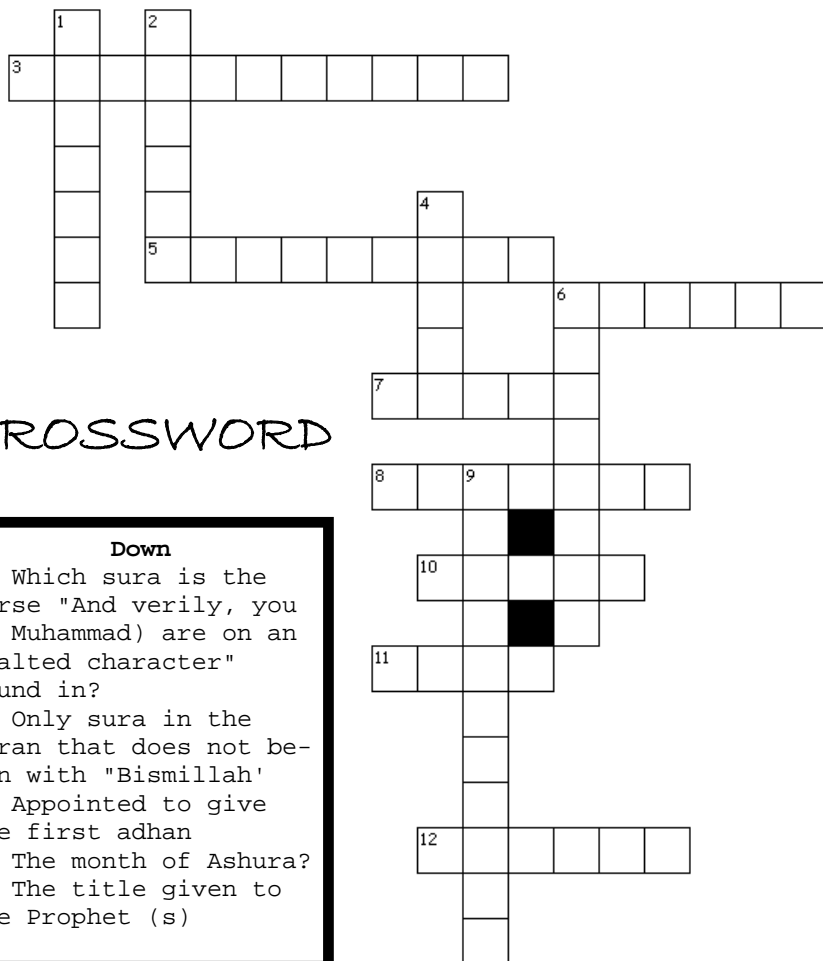 1
2
3
4
5
6
7
ROSSWORD
8
9
Down
Which sura is the
rse "And verily, you
Muhammad) are on an
alted character"
und in?
Only sura in the
ran that does not be-
n with "Bismillah'
Appointed to give
e first adhan
The month of Ashura?
The title given to
e Prophet (s)
10
11
12